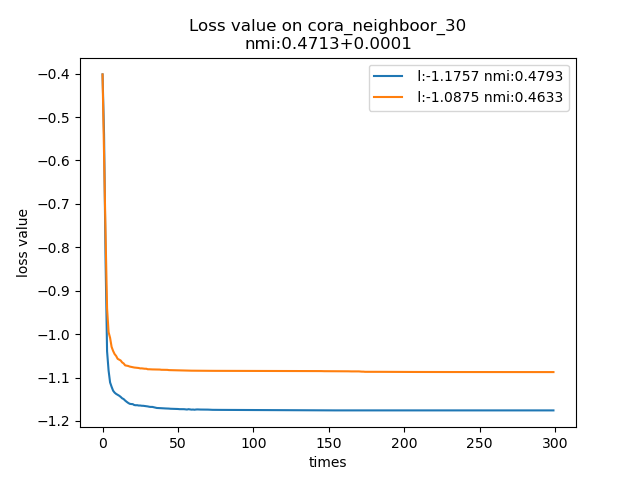 Loss value on cora_neighboor_30
nmi:0.4713+0.0001
l:-1.1757 nmi:0.4793
l:-1.0875 nmi:0.4633
−0.4
−0.5
−0.6
−0.7
−0.8
−0.9
−1.0
−1.1
−1.2
loss value
0 50 100 150 200 250 300
times